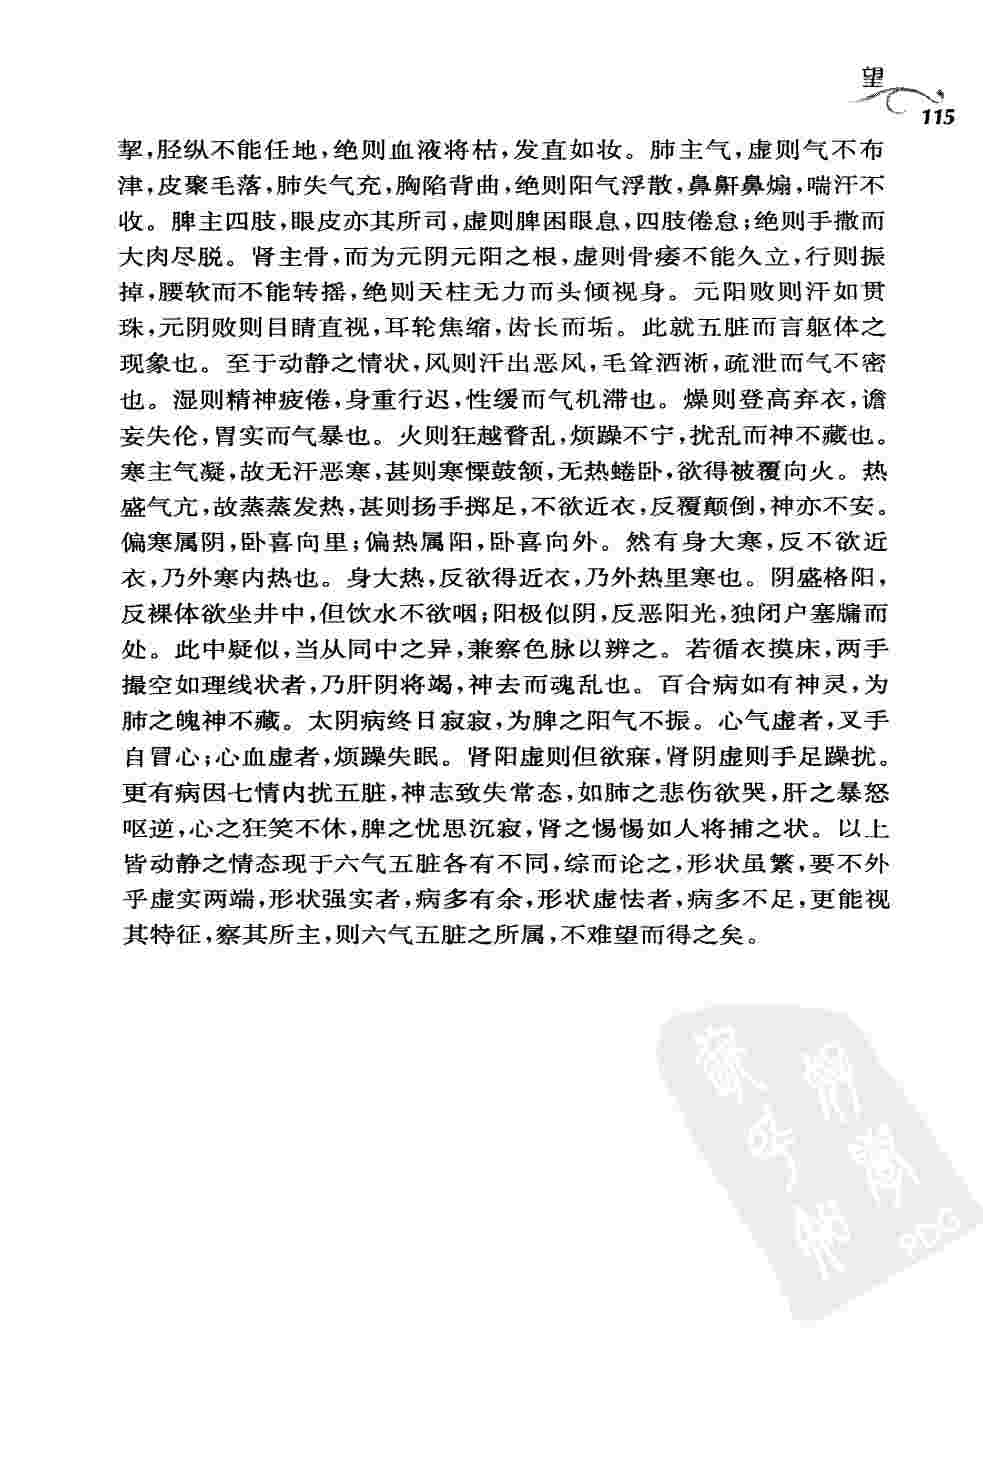 望
115
挈,胫纵不能任地,绝则血液将枯,发直如妆。肺主气,虚则气不布
津,皮聚毛落,肺失气充,胸陷背曲,绝则阳气浮散,鼻鼾鼻煽,喘汗不
收。脾主四肢,眼皮亦其所司,虚则脾困眼息,四肢倦怠;绝则手撒而
大肉尽脱。肾主骨,而为元阴元阳之根,虚则骨痿不能久立,行则振
掉,腰软而不能转摇,绝则天柱无力而头倾视身。元阳败则汗如贯
珠,元阴败则目睛直视,耳轮焦缩,齿长而垢。此就五脏而言躯体之
现象也。至于动静之情状,风则汗出恶风,毛耸洒淅,疏泄而气不密
也。湿则精神疲倦,身重行迟,性缓而气机滞也。燥则登高弃衣,谵
妄失伦,胃实而气暴也。火则狂越瞀乱,烦躁不宁,扰乱而神不藏也。
寒主气凝,故无汗恶寒,甚则寒慄鼓颔,无热蜷卧,欲得被覆向火。热
盛气亢,故蒸蒸发热,甚则扬手掷足,不欲近衣,反覆颠倒,神亦不安。
偏寒属阴,卧喜向里;偏热属阳,卧喜向外。然有身大寒,反不欲近
衣,乃外寒内热也。身大热,反欲得近衣,乃外热里寒也。阴盛格阳,
反裸体欲坐井中,但饮水不欲咽;阳极似阴,反恶阳光,独闭户塞牖而
处。此中疑似,当从同中之异,兼察色脉以辨之。若循衣摸床,两手
撮空如理线状者,乃肝阴将竭,神去而魂乱也。百合病如有神灵,为
肺之魄神不藏。太阴病终日寂寂,为脾之阳气不振。心气虚者,叉手
自冒心;心血虚者,烦躁失眠。肾阳虚则但欲寐,肾阴虚则手足躁扰。
更有病因七情内扰五脏,神志致失常态,如肺之悲伤欲哭,肝之暴怒
呕逆,心之狂笑不休,脾之忧思沉寂,肾之惕惕如人将捕之状。以上
皆动静之情态现于六气五脏各有不同,综而论之,形状虽繁,要不外
乎虚实两端,形状强实者,病多有余,形状虚怯者,病多不足,更能视
其特征,察其所主,则六气五脏之所属,不难望而得之矣。
PDG